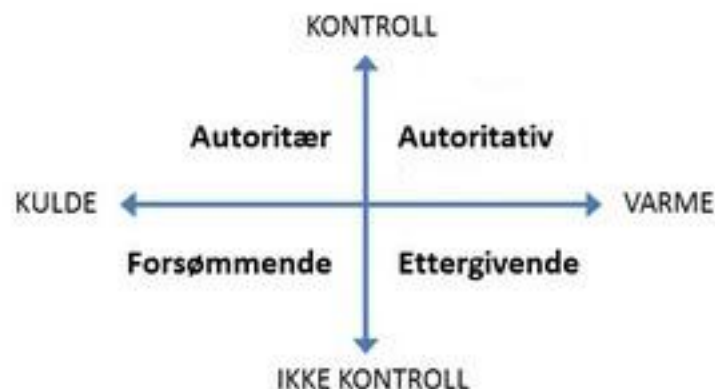 KONTROLL
Autoritær Autoritativ
KULDE VARME
Forsømmende Ettergivende
IKKE KONTROLL